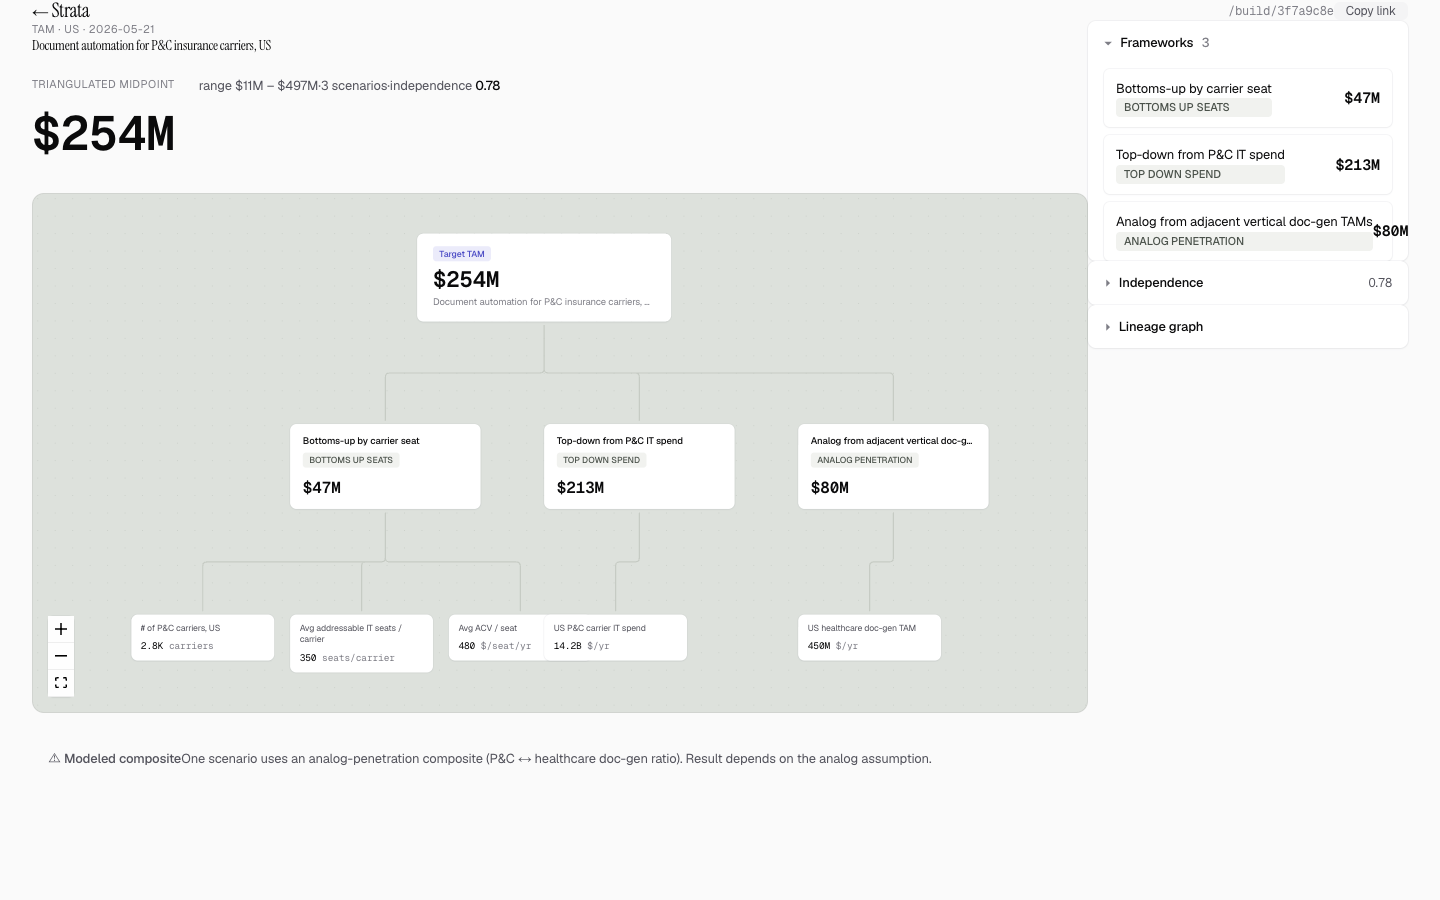 ← Strata
/build/3f7a9c8e Copy link
TAM · US · 2026-05-21
Document automation for P&C insurance carriers, US
TRIANGULATED MIDPOINT
range $11M – $497M·3 scenarios·independence 0.78
$254M
Target TAM
$254M
Document automation for P&C insurance carriers, …
Bottoms-up by carrier seat
BOTTOMS UP SEATS
$47M
Top-down from P&C IT spend
TOP DOWN SPEND
$213M
Analog from adjacent vertical doc-g…
ANALOG PENETRATION
$80M
# of P&C carriers, US
2.8K carriers
Avg addressable IT seats /
carrier
350 seats/carrier
Avg ACV / seat
480 $/seat/yr
US P&C carrier IT spend
14.2B $/yr
US healthcare doc-gen TAM
450M $/yr
Frameworks 3
Bottoms-up by carrier seat
BOTTOMS UP SEATS
$47M
Top-down from P&C IT spend
TOP DOWN SPEND
$213M
Analog from adjacent vertical doc-gen TAMs
ANALOG PENETRATION
$80M
Independence 0.78
Lineage graph
⚠ Modeled compositeOne scenario uses an analog-penetration composite (P&C ↔ healthcare doc-gen ratio). Result depends on the analog assumption.